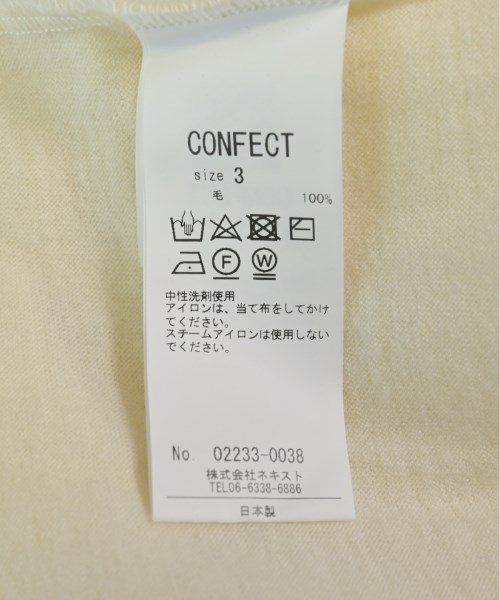 CONFECT
size 3
毛 100%
F W
中性洗剤使用
アイロンは、当て布をしてかけ
てください。
スチームアイロンは使用しない
でください。
No. 02233-0038
株式会社ネキスト
TEL06-6338-6886
日本製